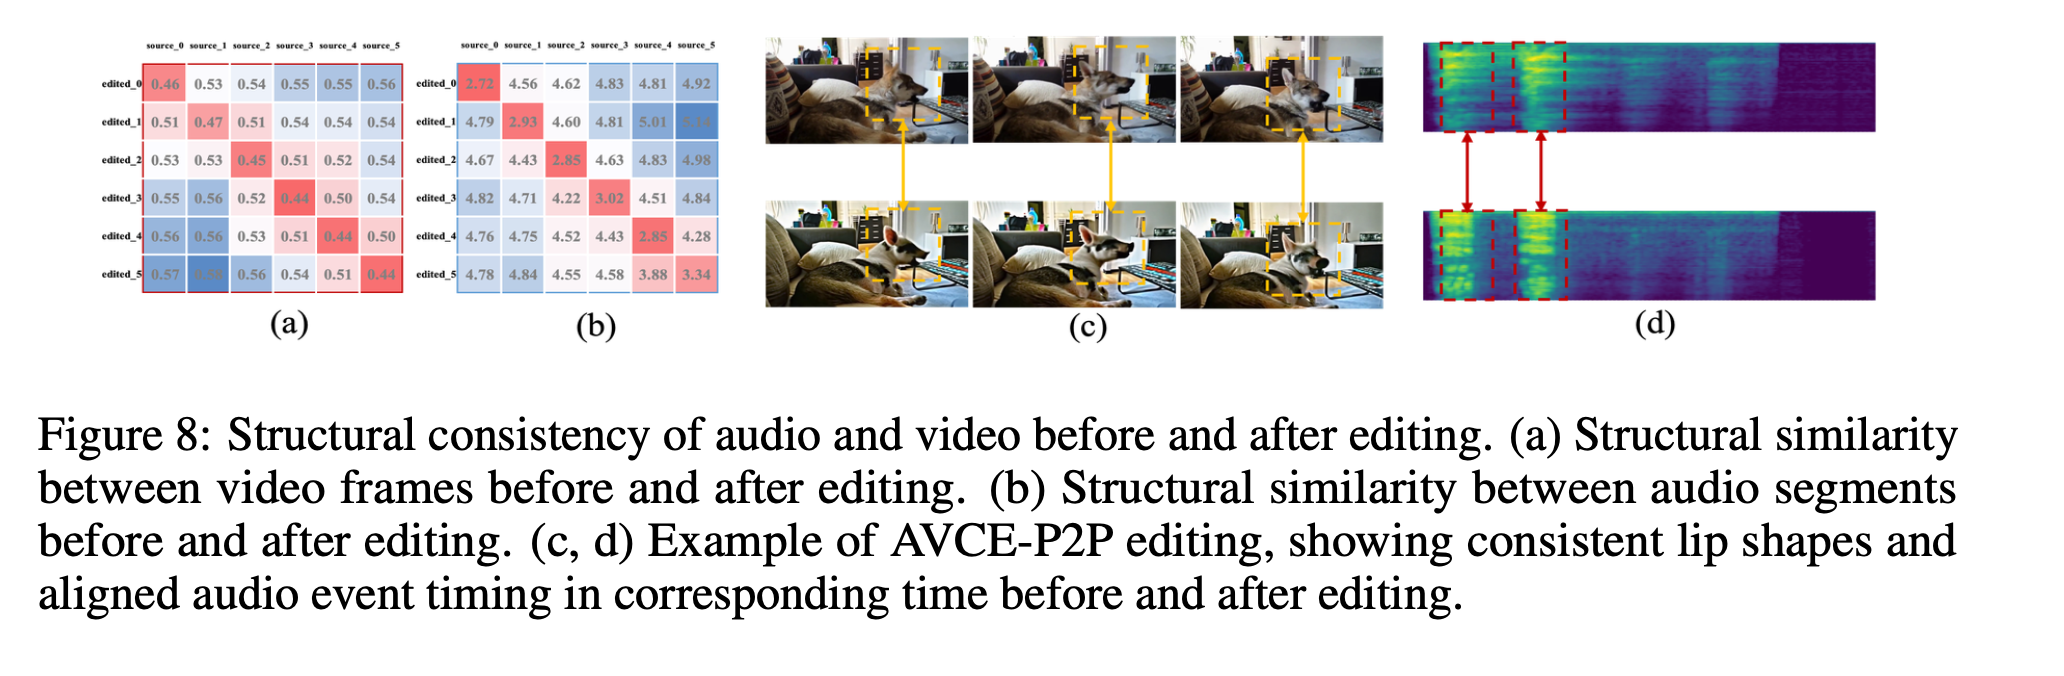 source_0 source_1 source_2 source_3 source_4 source_5
edited_0 0.46 0.53 0.54 0.55 0.55 0.56
edited_1 0.51 0.47 0.51 0.54 0.54 0.54
edited_2 0.53 0.53 0.45 0.51 0.52 0.54
edited_3 0.55 0.56 0.52 0.44 0.50 0.54
edited_4 0.56 0.56 0.53 0.51 0.44 0.50
edited_5 0.57 0.56 0.54 0.51 0.44
(a)
source_0 source_1 source_2 source_3 source_4 source_5
edited_0 2.72 4.56 4.62 4.83 4.81 4.92
edited_1 4.79 2.93 4.60 4.81 5.01
edited_2 4.67 4.43 2.85 4.63 4.83 4.98
edited_3 4.82 4.71 4.22 3.02 4.51 4.84
edited_4 4.76 4.75 4.52 4.43 2.85 4.28
edited_5 4.78 4.84 4.55 4.58 3.88 3.34
(b)
(c)
(d)
Figure 8: Structural consistency of audio and video before and after editing. (a) Structural similarity
between video frames before and after editing. (b) Structural similarity between audio segments
before and after editing. (c, d) Example of AVCE-P2P editing, showing consistent lip shapes and
aligned audio event timing in corresponding time before and after editing.